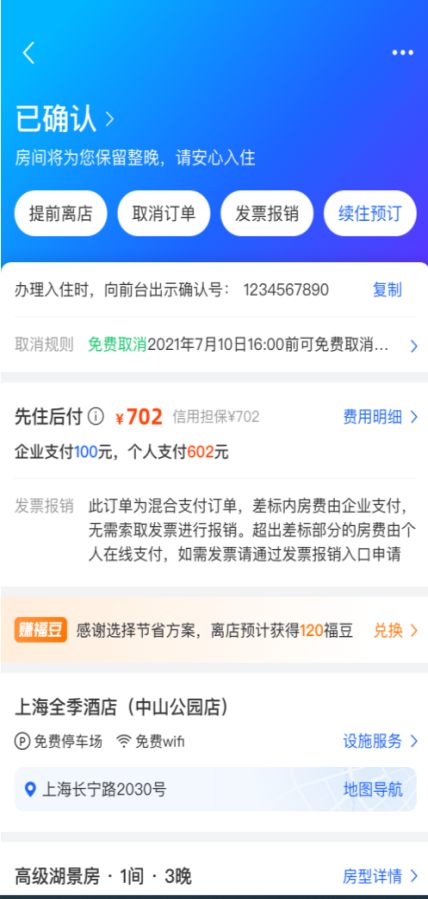 已确认
房间将为您保留整晚，请安心入住
提前离店 取消订单 发票报销 续住预订
办理入住时，向前台出示确认号： 1234567890 复制
取消规则 免费取消2021年7月10日16:00前可免费取消...
先住后付 ¥702 信用担保¥702 费用明细
企业支付100元，个人支付602元
发票报销 此订单为混合支付订单，差标内房费由企业支付，
无需索取发票进行报销。超出差标部分的房费由个
人在线支付，如需发票请通过发票报销入口申请
赚福豆 感谢选择节省方案，离店预计获得120福豆 兑换
上海全季酒店（中山公园店）
P 免费停车场 免费wifi 设施服务
上海长宁路2030号 地图导航
高级湖景房 · 1间 · 3晚 房型详情